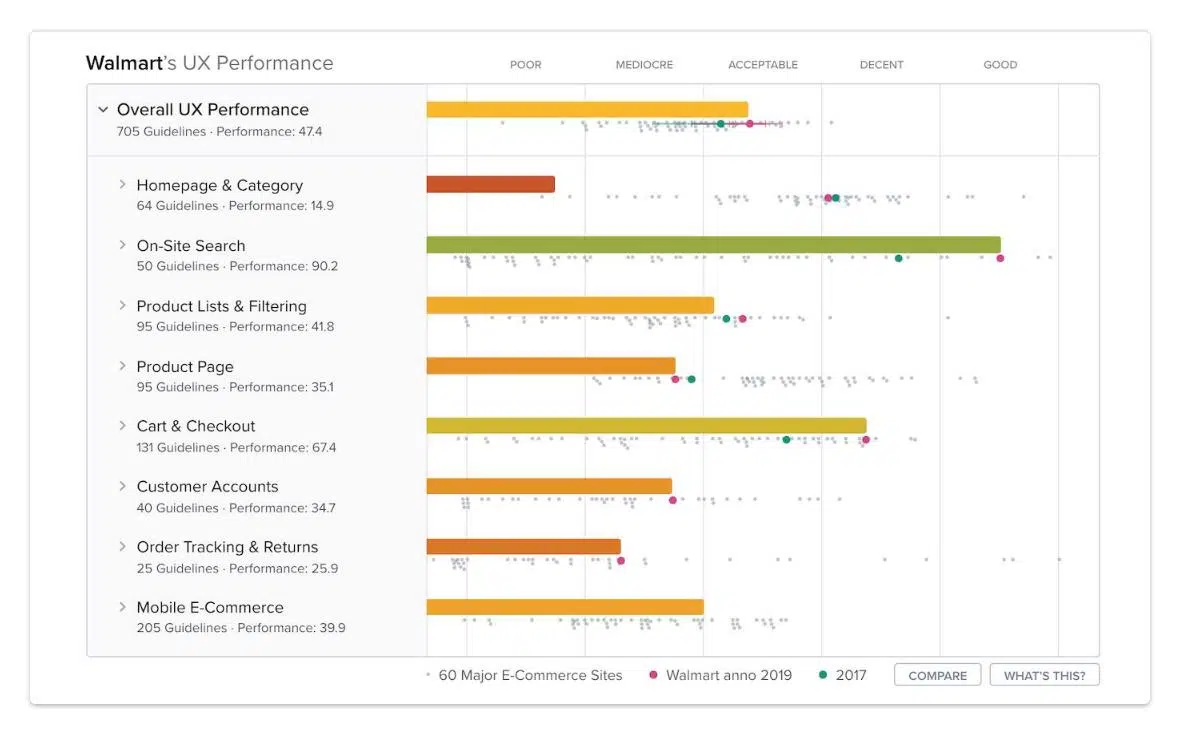 Walmart's UX Performance
POOR MEDIOCRE ACCEPTABLE DECENT GOOD
Overall UX Performance
705 Guidelines · Performance: 47.4
Homepage & Category
64 Guidelines · Performance: 14.9
On-Site Search
50 Guidelines · Performance: 90.2
Product Lists & Filtering
95 Guidelines · Performance: 41.8
Product Page
95 Guidelines · Performance: 35.1
Cart & Checkout
131 Guidelines · Performance: 67.4
Customer Accounts
40 Guidelines · Performance: 34.7
Order Tracking & Returns
25 Guidelines · Performance: 25.9
Mobile E-Commerce
205 Guidelines · Performance: 39.9
60 Major E-Commerce Sites Walmart anno 2019 2017 COMPARE WHAT'S THIS?